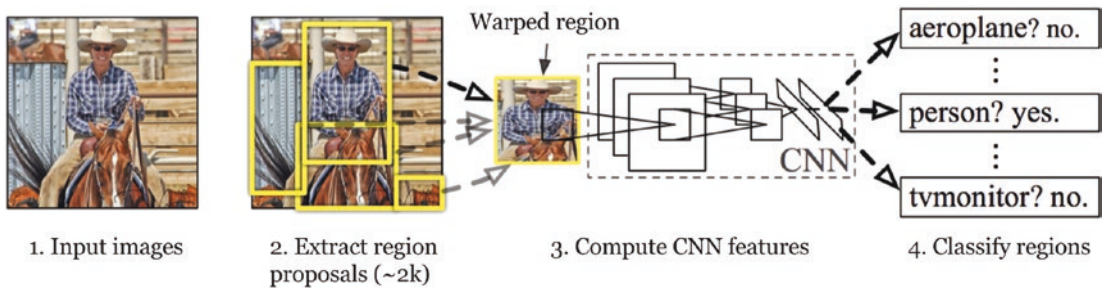 Warped region
aeroplane? no.
person? yes.
CNN
tvmonitor? no.
1. Input images
2. Extract region
proposals (~2k)
3. Compute CNN features
4. Classify regions